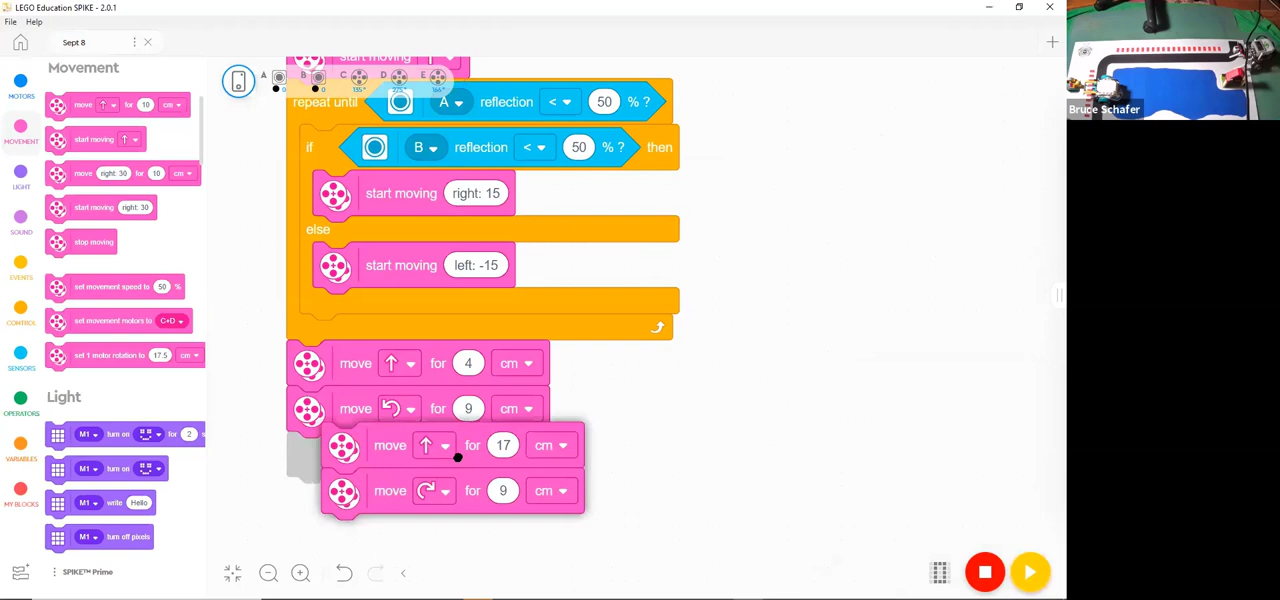 LEGO Education SPIKE - 2.0.1
File Help
Sept 8
MOTORS
MOVEMENT
LIGHT
SOUND
EVENTS
CONTROL
SENSORS
OPERATORS
VARIABLES
MY BLOCKS
Movement
move for 10 cm
start moving
move right: 30 for 10 cm
start moving right: 30
stop moving
set movement speed to 50 %
set movement motors to C+D
set 1 motor rotation to 17.5 cm
Light
M1 turn on for 2 s
M1 turn on
M1 write Hello
M1 turn off pixels
SPIKE™ Prime
A B C D E
0 0 135° 275° 166°
start moving
repeat until A reflection < 50 % ?
if B reflection < 50 % ? then
start moving right: 15
else
start moving left: -15
move for 4 cm
move for 9 cm
move for 17 cm
move for 9 cm
Bruce Schafer